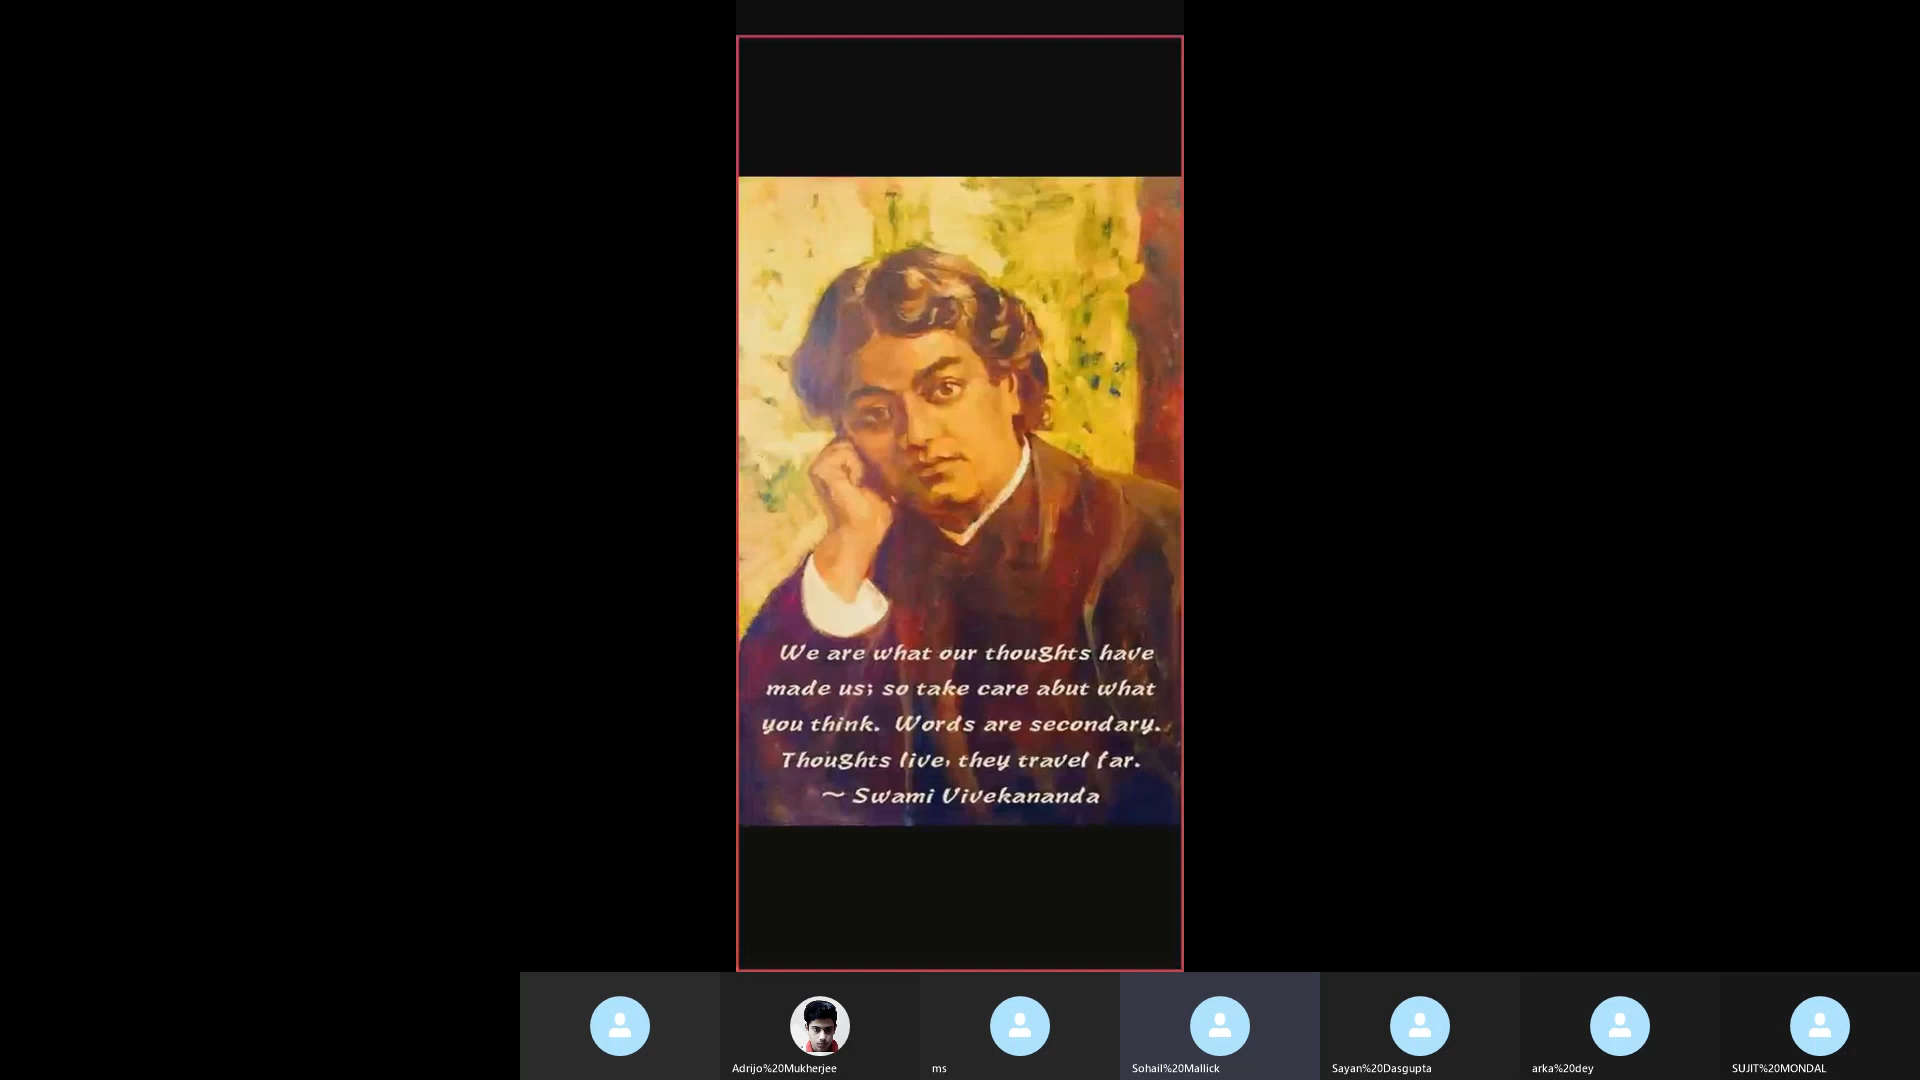 We are what our thoughts have
made us; so take care abut what
you think. Words are secondary.
Thoughts live, they travel far.
~ Swami Vivekananda
Adrijo%20Mukherjee
ms
Sohail%20Mallick
Sayan%20Dasgupta
arka%20dey
SUJIT%20MONDAL